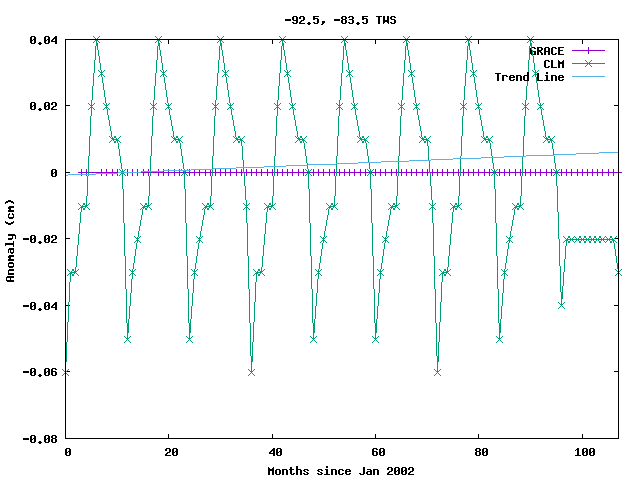 -92.5, -83.5 TWS
GRACE
CLM
Trend Line
0.04
0.02
0
-0.02
-0.04
-0.06
-0.08
Anomaly (cm)
0 20 40 60 80 100
Months since Jan 2002